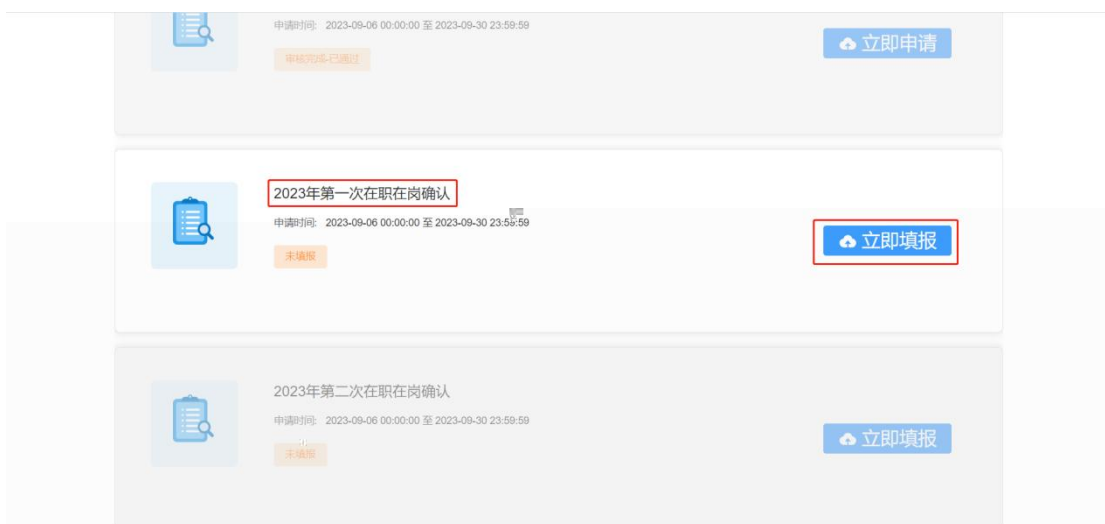 申请时间: 2023-09-06 00:00:00 至 2023-09-30 23:59:59
审核完成-已通过
立即申请
2023年第一次在职在岗确认
申请时间: 2023-09-06 00:00:00 至 2023-09-30 23:59:59
未填报
立即填报
2023年第二次在职在岗确认
申请时间: 2023-09-06 00:00:00 至 2023-09-30 23:59:59
未填报
立即填报